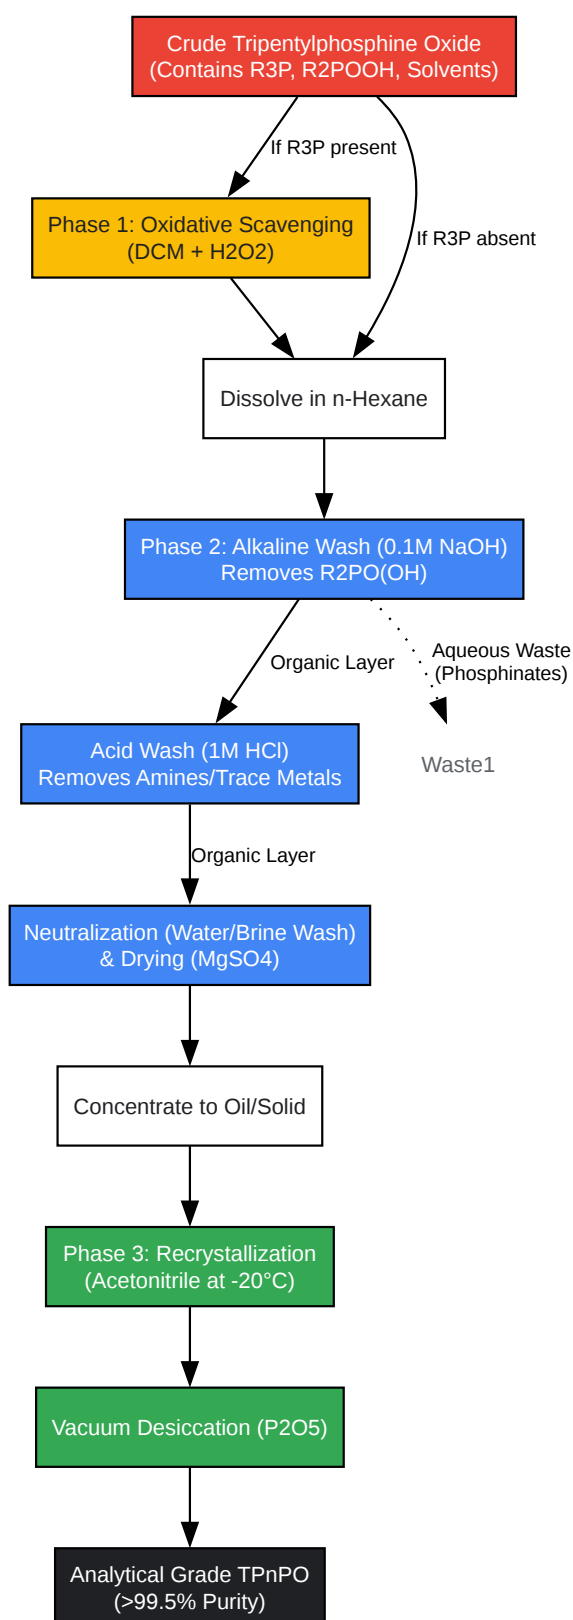 Crude Tripentylphosphine Oxide
(Contains R3P, R2POOH, Solvents)
If R3P present
Phase 1: Oxidative Scavenging
(DCM + H2O2)
If R3P absent
Dissolve in n-Hexane
Phase 2: Alkaline Wash (0.1M NaOH)
Removes R2PO(OH)
Organic Layer
Aqueous Waste
(Phosphinates)
Acid Wash (1M HCl)
Removes Amines/Trace Metals
Waste1
Organic Layer
Neutralization (Water/Brine Wash)
& Drying (MgSO4)
Concentrate to Oil/Solid
Phase 3: Recrystallization
(Acetonitrile at -20°C)
Vacuum Desiccation (P2O5)
Analytical Grade TPnPO
(>99.5% Purity)